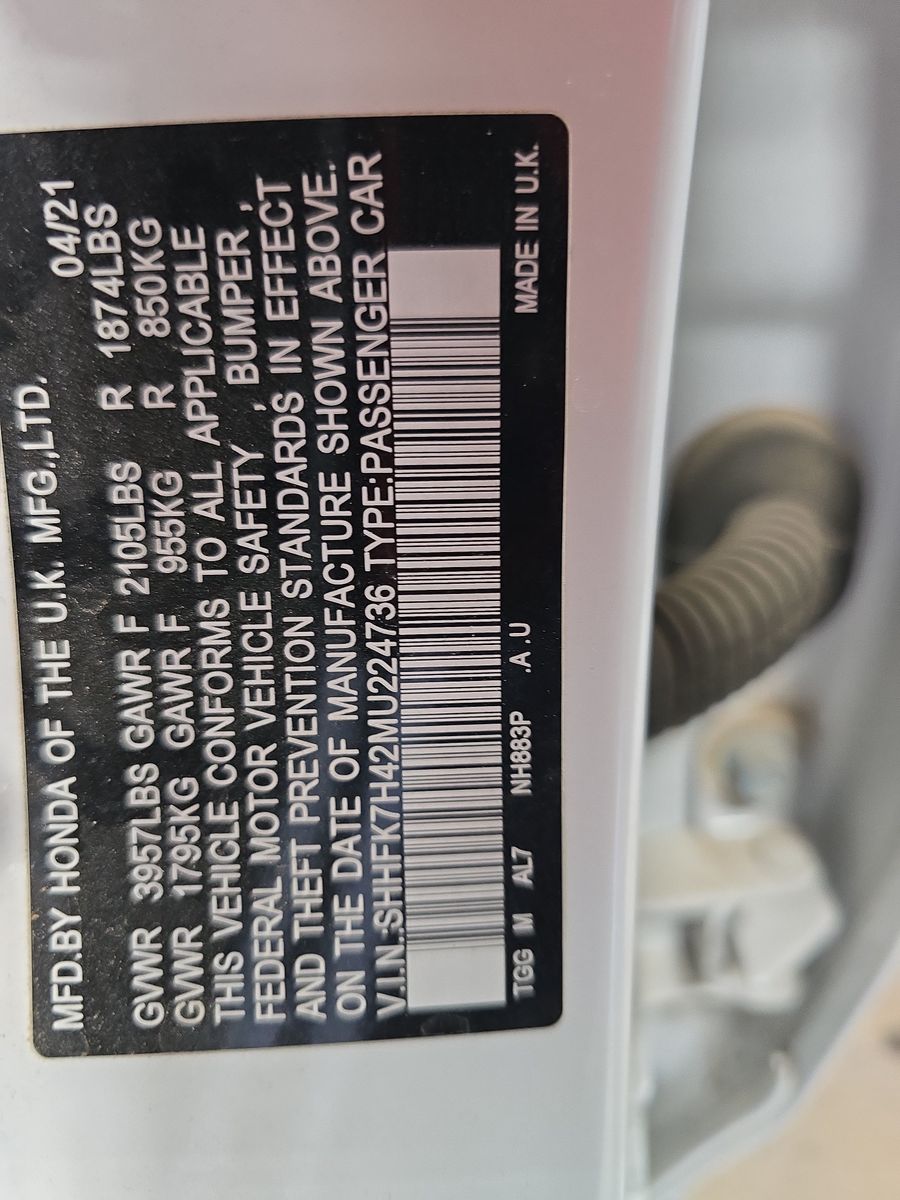 MFD.BY HONDA OF THE U.K. MFG.,LTD. 04/21
GVWR 3957LBS GAWR F 2105LBS R 1874LBS
GVWR 1795KG GAWR F 955KG R 850KG
THIS VEHICLE CONFORMS TO ALL APPLICABLE
FEDERAL MOTOR VEHICLE SAFETY , BUMPER ,
AND THEFT PREVENTION STANDARDS IN EFFECT
ON THE DATE OF MANUFACTURE SHOWN ABOVE.
V.I.N.:SHHFK7H42MU224736 TYPE:PASSENGER CAR
TGG M AL7 NH883P .A .U MADE IN U.K.